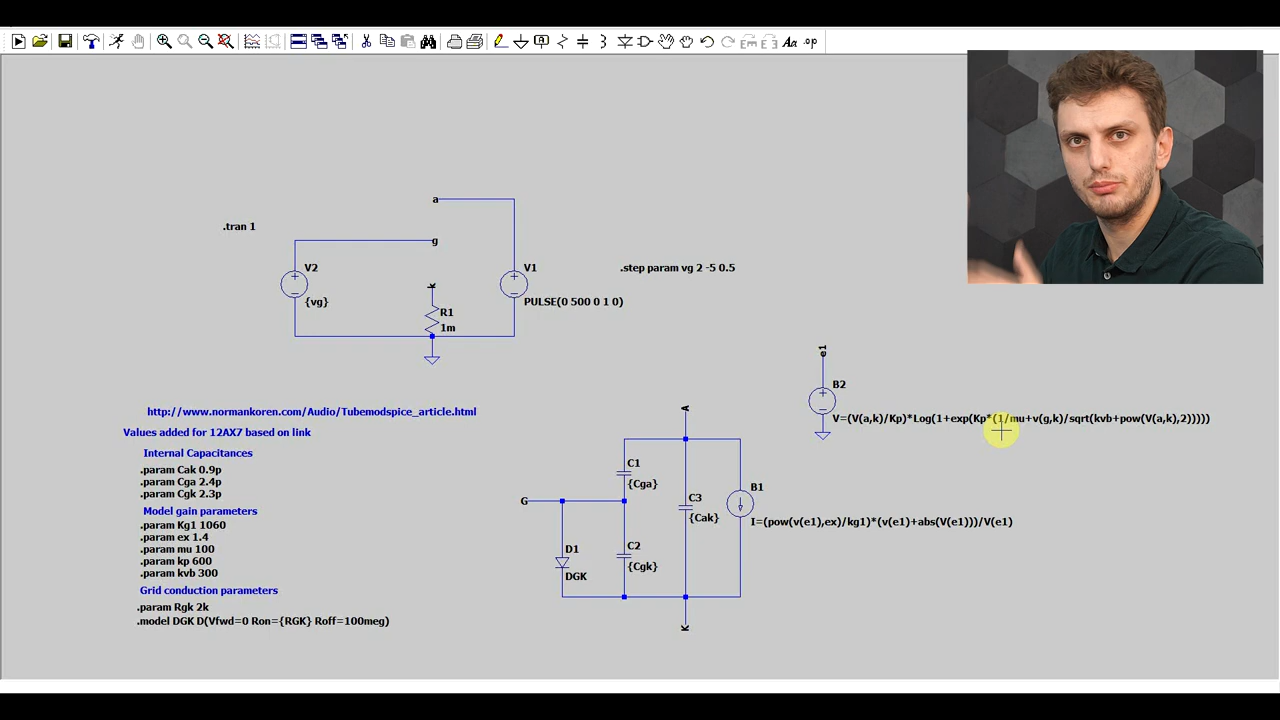 Aα .op
a
.tran 1
g
V2
V1
.step param vg 2 -5 0.5
k
{vg}
PULSE(0 500 0 1 0)
R1
1m
e1
B2
http://www.normankoren.com/Audio/Tubemodspice_article.html
A
V=(V(a,k)/Kp)*Log(1+exp(Kp*(1/mu+v(g,k)/sqrt(kvb+pow(V(a,k),2)))))
Values added for 12AX7 based on link
Internal Capacitances
.param Cak 0.9p
.param Cga 2.4p
.param Cgk 2.3p
C1
{Cga}
B1
G
C3
{Cak}
I=(pow(v(e1),ex)/kg1)*(v(e1)+abs(V(e1)))/V(e1)
Model gain parameters
.param Kg1 1060
.param ex 1.4
.param mu 100
.param kp 600
.param kvb 300
D1
DGK
C2
{Cgk}
Grid conduction parameters
.param Rgk 2k
.model DGK D(Vfwd=0 Ron={RGK} Roff=100meg)
K